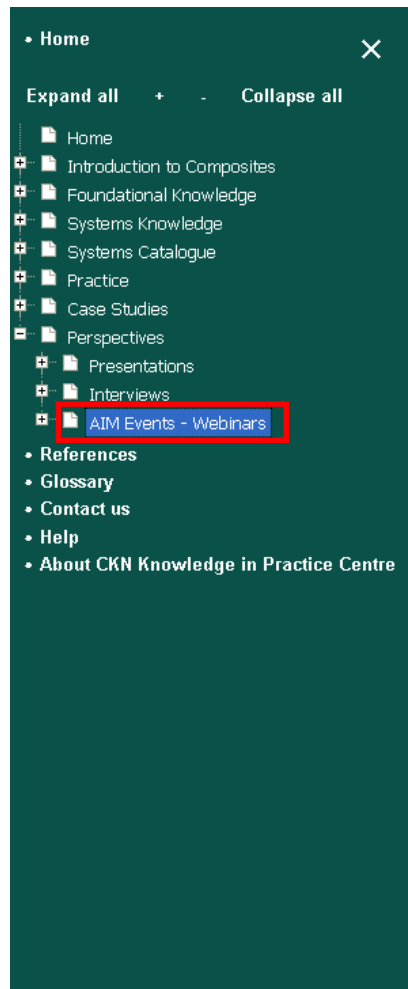 • Home ×
Expand all + - Collapse all
Home
Introduction to Composites
Foundational Knowledge
Systems Knowledge
Systems Catalogue
Practice
Case Studies
Perspectives
Presentations
Interviews
AIM Events - Webinars
• References
• Glossary
• Contact us
• Help
• About CKN Knowledge in Practice Centre